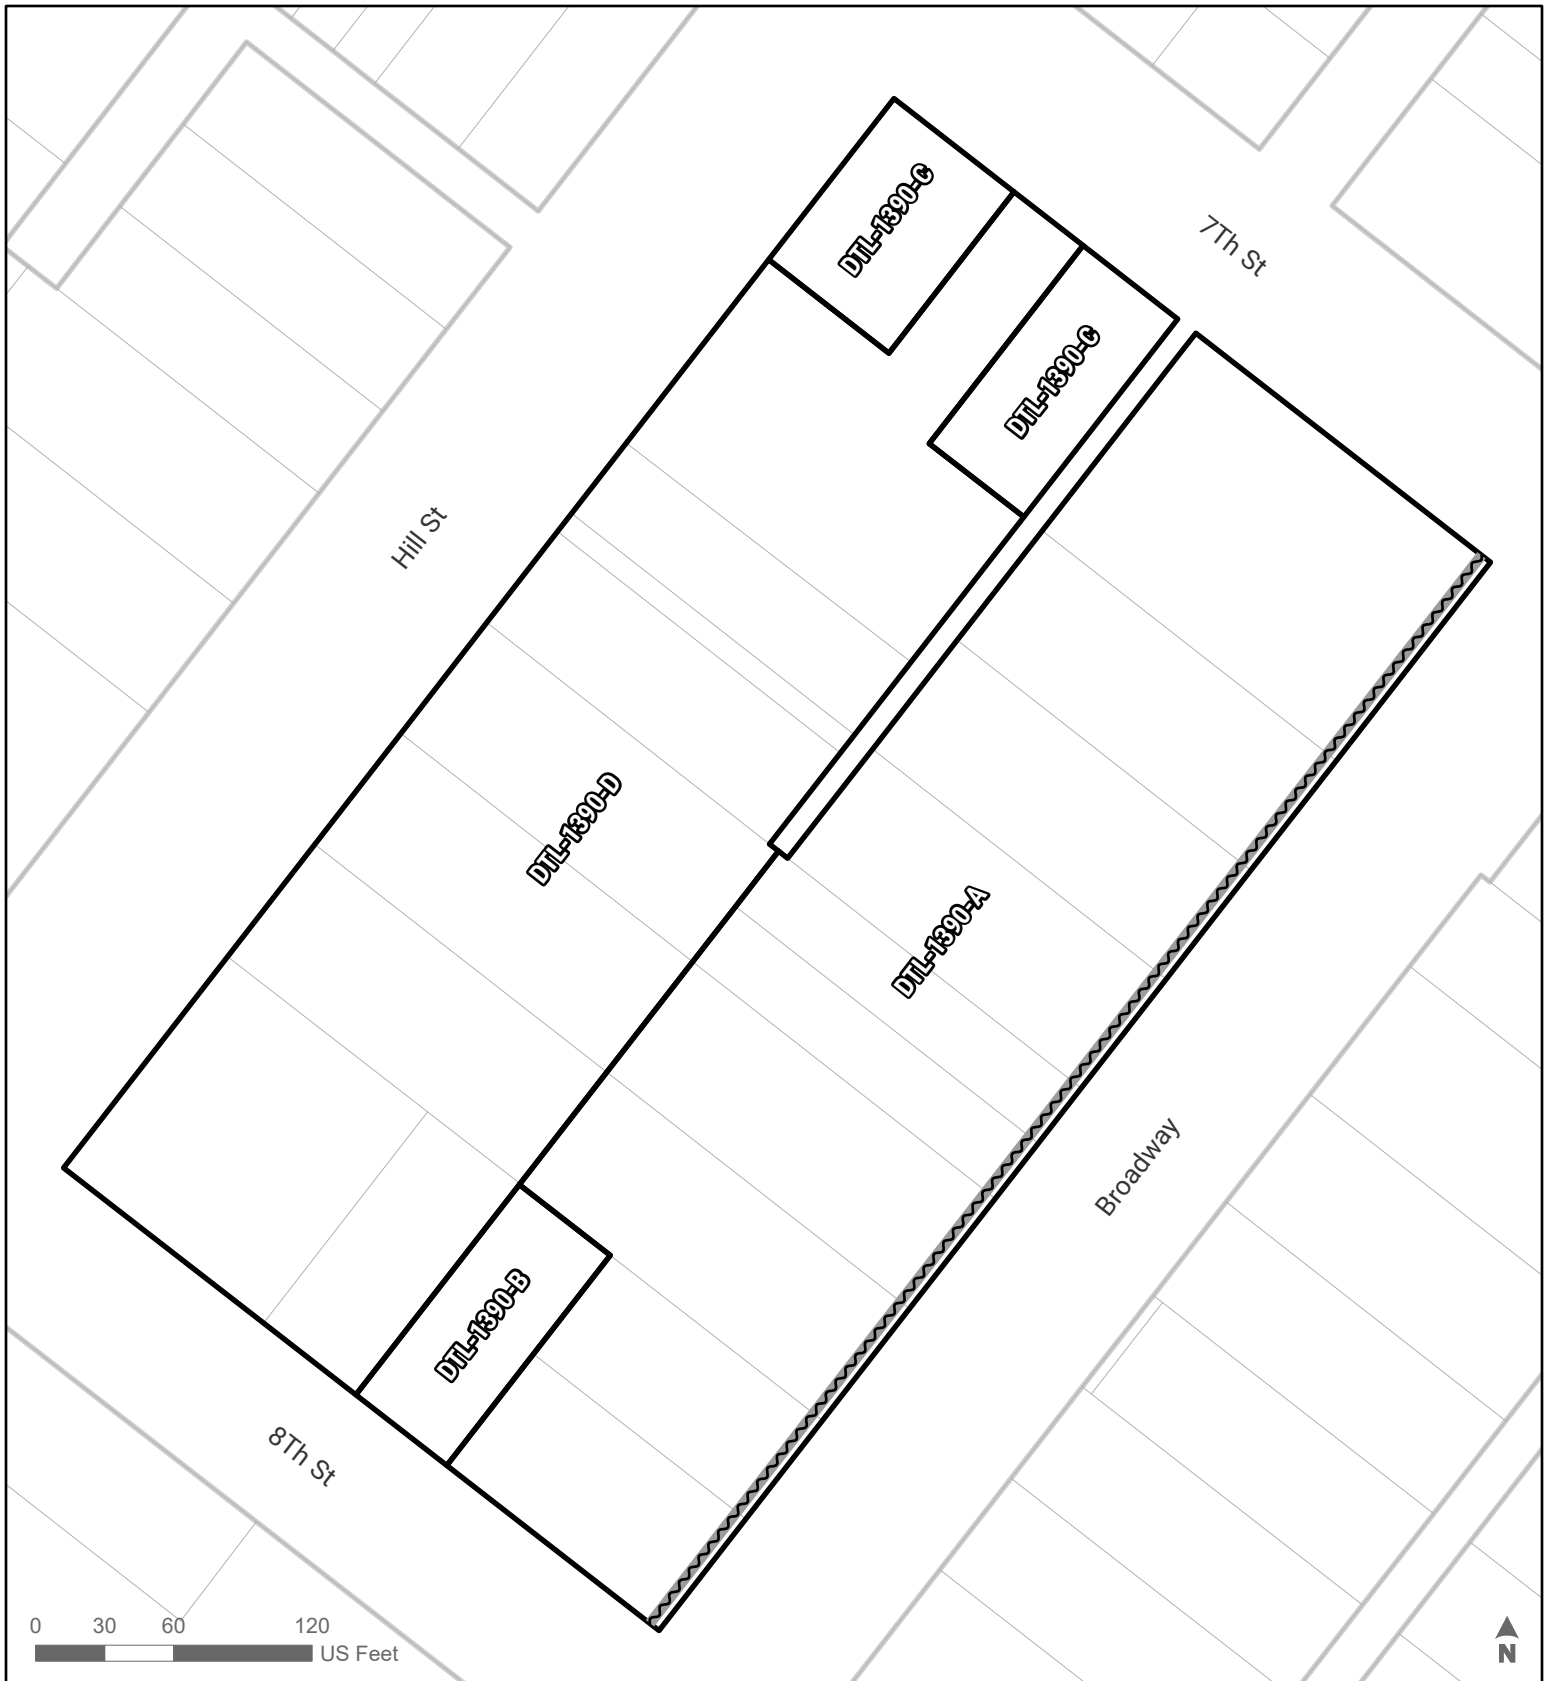 DTL-1390-C
7Th St
DTL-1390-C
Hill St
DTL-1390-D
DTL-1390-A
Broadway
DTL-1390-B
8Th St
0 30 60 120
US Feet
N